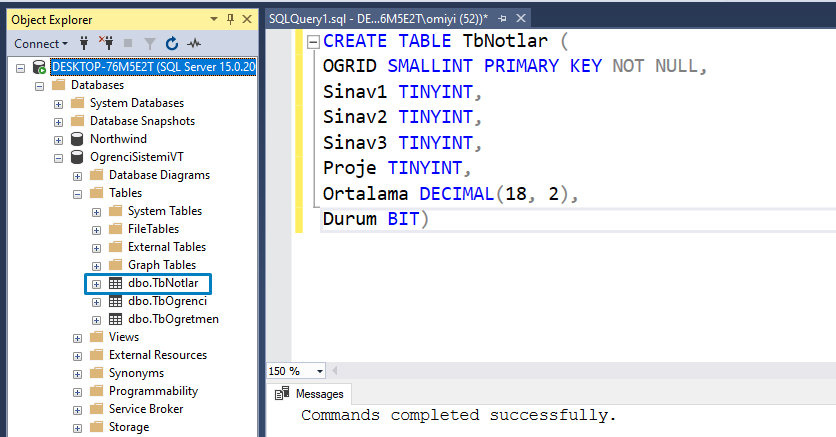 Object Explorer
Connect
DESKTOP-76M5E2T (SQL Server 15.0.20
Databases
System Databases
Database Snapshots
Northwind
OgrenciSistemiVT
Database Diagrams
Tables
System Tables
FileTables
External Tables
Graph Tables
dbo.TbNotlar
dbo.TbOgrenci
dbo.TbOgretmen
Views
External Resources
Synonyms
Programmability
Service Broker
Storage
SQLQuery1.sql - DE...6M5E2T\omiyi (52))*
CREATE TABLE TbNotlar (
OGRID SMALLINT PRIMARY KEY NOT NULL,
Sinav1 TINYINT,
Sinav2 TINYINT,
Sinav3 TINYINT,
Proje TINYINT,
Ortalama DECIMAL(18, 2),
Durum BIT)
150 %
Messages
Commands completed successfully.